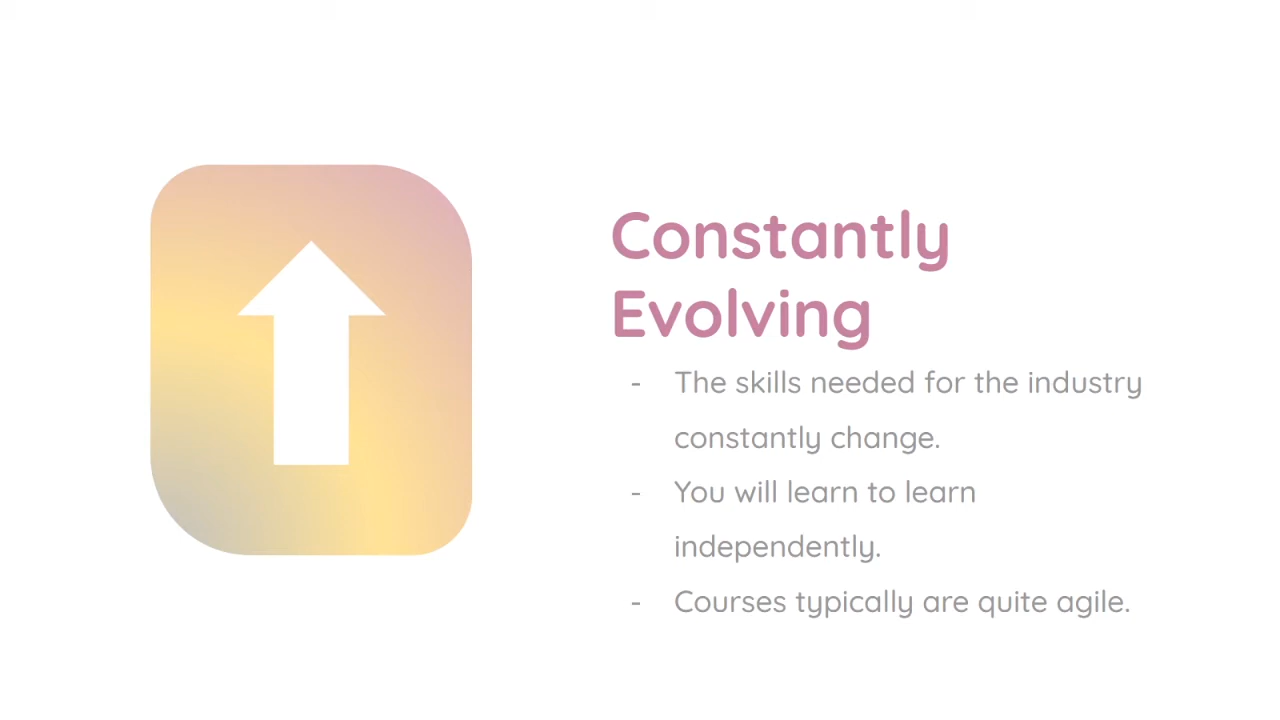 Constantly
Evolving
- The skills needed for the industry
constantly change.
- You will learn to learn
independently.
- Courses typically are quite agile.